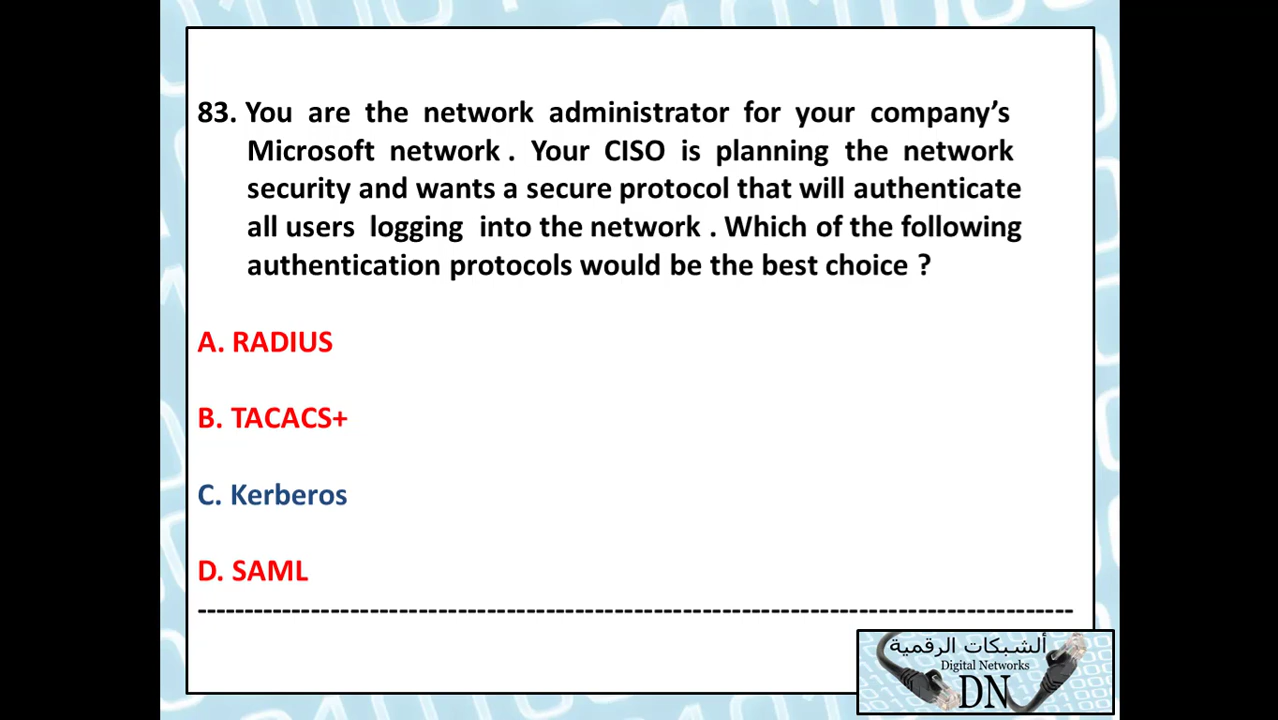 83. You are the network administrator for your company’s
Microsoft network . Your CISO is planning the network
security and wants a secure protocol that will authenticate
all users logging into the network . Which of the following
authentication protocols would be the best choice ?
A. RADIUS
B. TACACS+
C. Kerberos
D. SAML
--------------------------------------------------------------------------------------
ألشبكات الرقمية
Digital Networks
DN